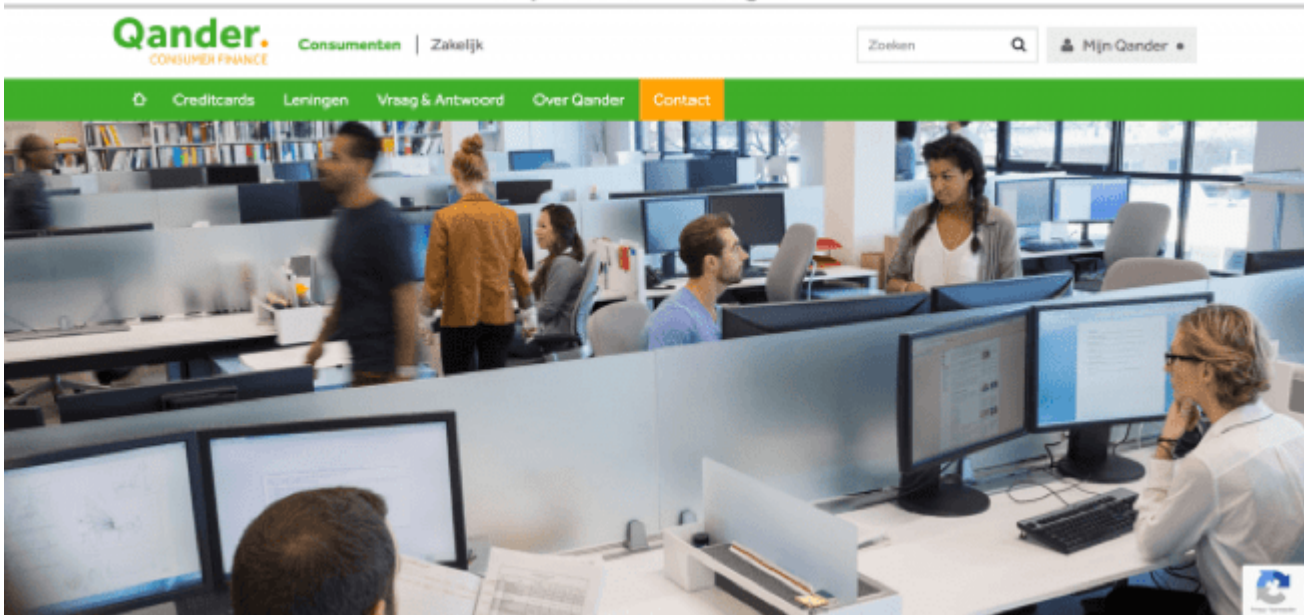 Qander.
CONSUMER FINANCE
Consumenten | Zakelijk
Zoeken
Mijn Qander
Creditcards Leningen Vraag & Antwoord Over Qander Contact